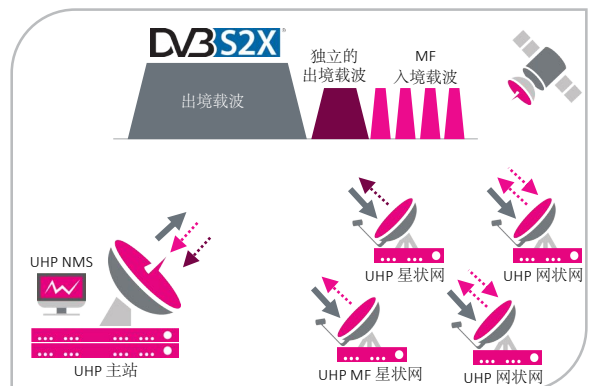 DVB S2X
独立的
出境载波
MF
入境载波
出境载波
UHP NMS
UHP 主站
UHP 星状网
UHP 网状网
UHP MF 星状网
UHP 网状网